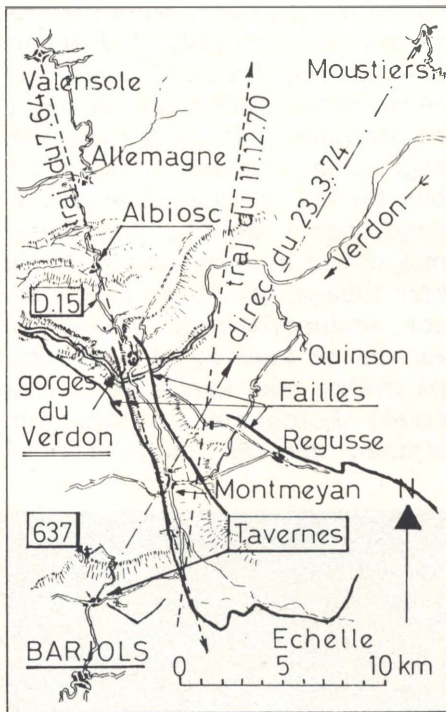 Valensole
Moustiers
traj. du 7.64
traj du 11.12.70
direc. du 23.3.74
Allemagne
Albiosc
Verdon
D.15
Quinson
gorges
du
Verdon
Failles
Regusse
Montmeyan
N
637
Tavernes
BARJOLS
Echelle
0 5 10 km